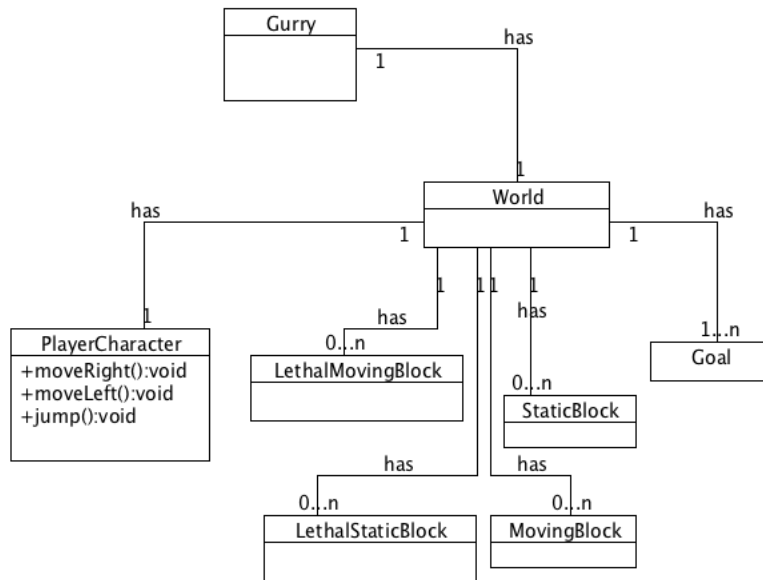 Gurry
has
1
1
World
has
1
1
has
1
1...n
PlayerCharacter
+moveRight():void
+moveLeft():void
+jump():void
1
has
0...n
LethalMovingBlock
1
has
0...n
StaticBlock
Goal
1
has
0...n
LethalStaticBlock
1
has
0...n
MovingBlock